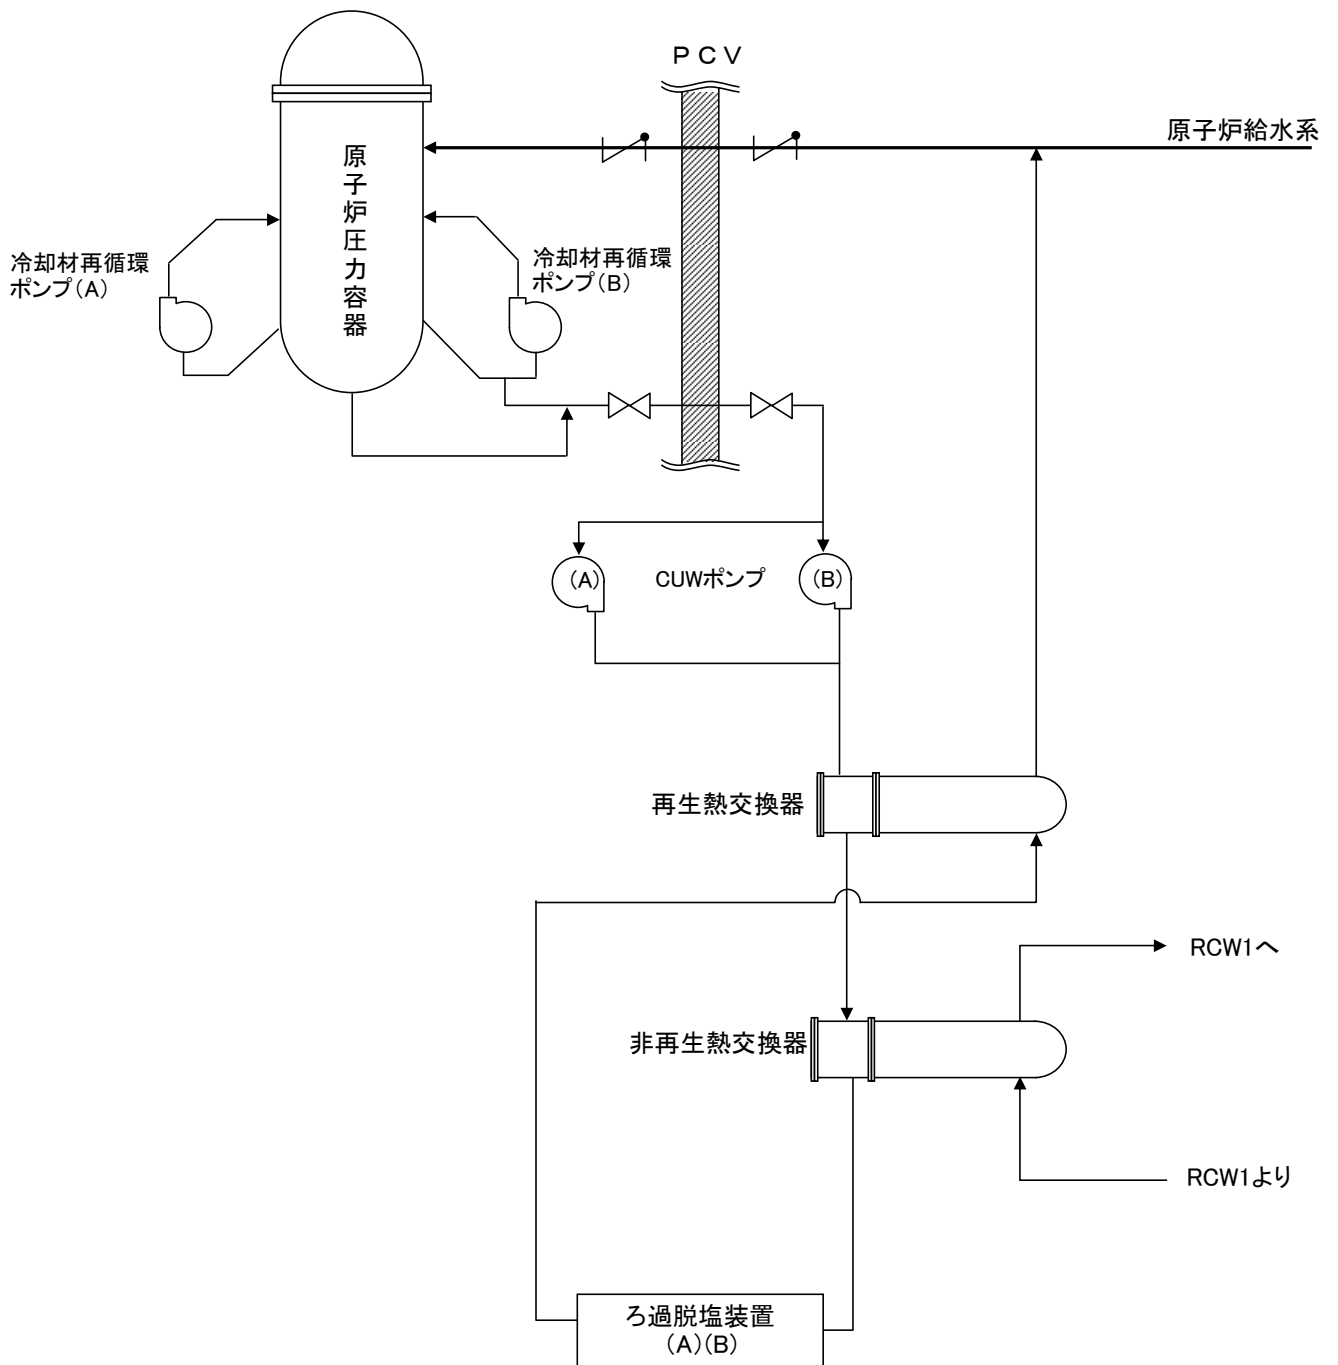 ＰＣＶ
原子炉給水系
原子炉圧力容器
冷却材再循環
ポンプ(A)
冷却材再循環
ポンプ(B)
(A)
CUWポンプ
(B)
再生熱交換器
RCW1へ
非再生熱交換器
RCW1より
ろ過脱塩装置
(A)(B)